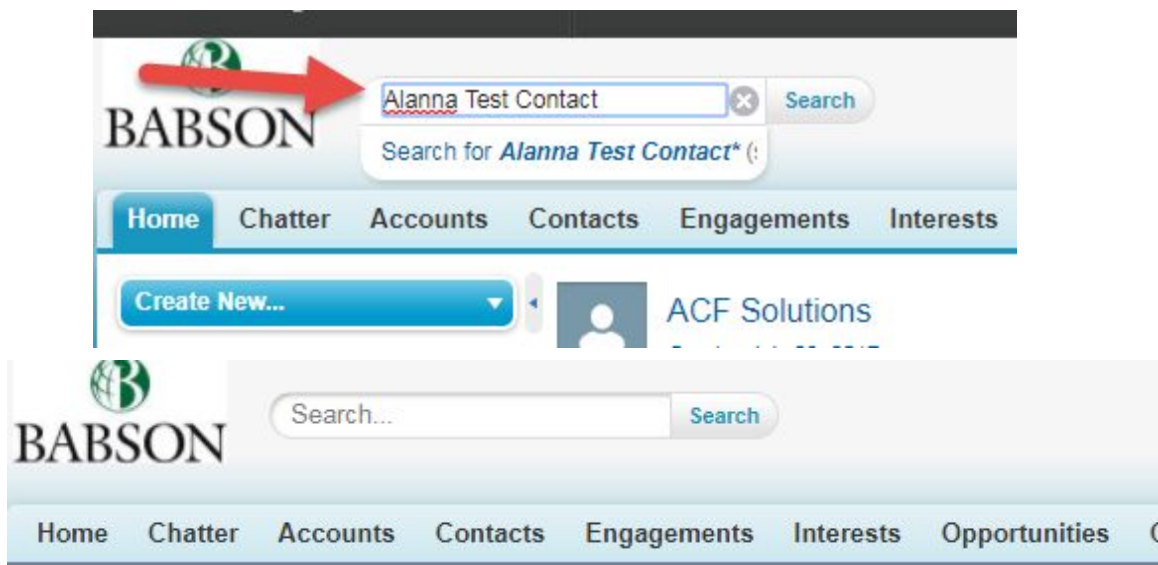 BABSON
Alanna Test Contact
Search
Search for Alanna Test Contact* (
Home Chatter Accounts Contacts Engagements Interests
Create New...
ACF Solutions
BABSON
Search...
Search
Home Chatter Accounts Contacts Engagements Interests Opportunities